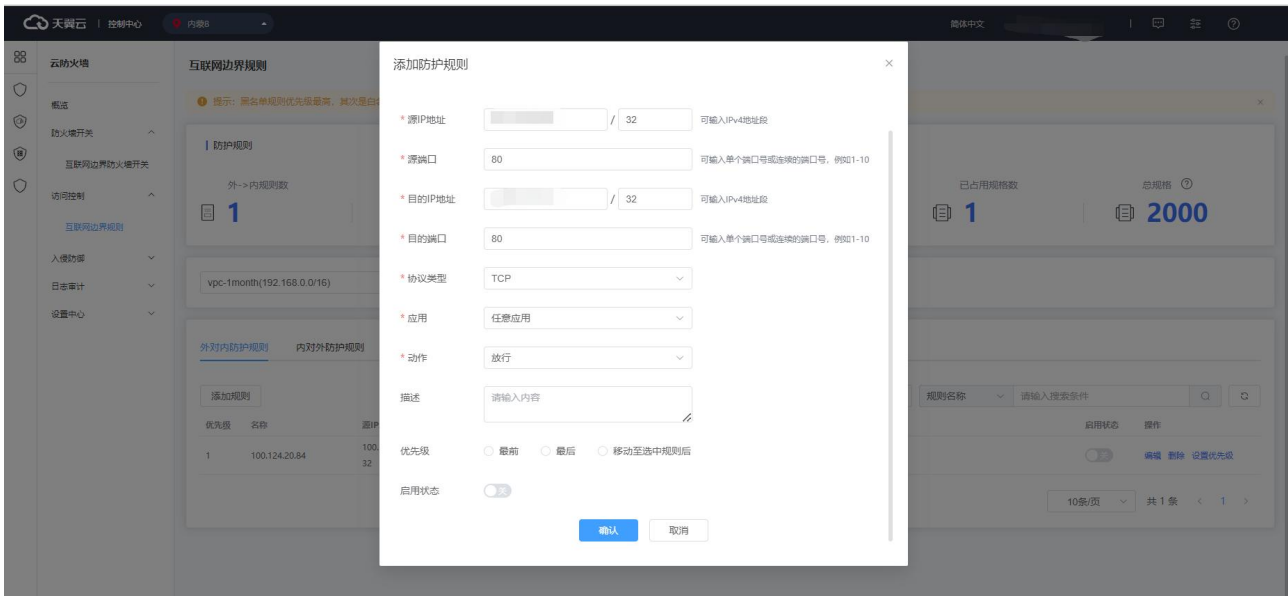 天翼云 | 控制中心 内蒙8 简体中文
云防火墙
概览
防火墙开关
互联网边界防火墙开关
访问控制
互联网边界规则
入侵防御
日志审计
设置中心
互联网边界规则
提示：黑名单规则优先级最高，其次是白
防护规则
外->内规则数
1
已占用规格数
1
总规格
2000
vpc-1month(192.168.0.0/16)
外对内防护规则 内对外防护规则
添加规则
规则名称 请输入搜索条件
优先级 名称 源IP 启用状态 操作
1 100.124.20.84 100.
32
关
编辑 删除 设置优先级
10条/页 共 1 条 1
添加防护规则
* 源IP地址 / 32 可输入IPv4地址段
* 源端口 80 可输入单个端口号或连续的端口号，例如1-10
* 目的IP地址 / 32 可输入IPv4地址段
* 目的端口 80 可输入单个端口号或连续的端口号，例如1-10
* 协议类型 TCP
* 应用 任意应用
* 动作 放行
描述 请输入内容
优先级 最前 最后 移动至选中规则后
启用状态 关
确认 取消